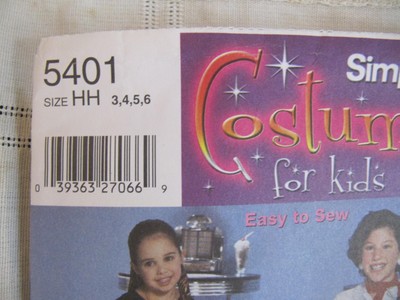 5401
SIZE HH 3,4,5,6
0 39363 27066 9
Simp
Costum
for kids
Easy to Sew